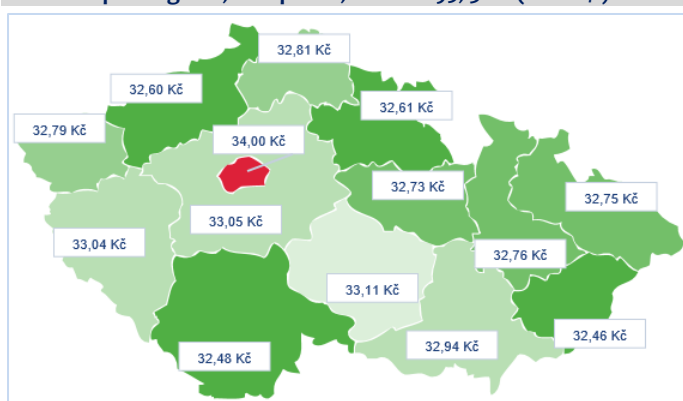 32,81 Kč
32,60 Kč
32,61 Kč
32,79 Kč
34,00 Kč
32,73 Kč
32,75 Kč
33,05 Kč
33,04 Kč
32,76 Kč
33,11 Kč
32,46 Kč
32,94 Kč
32,48 Kč